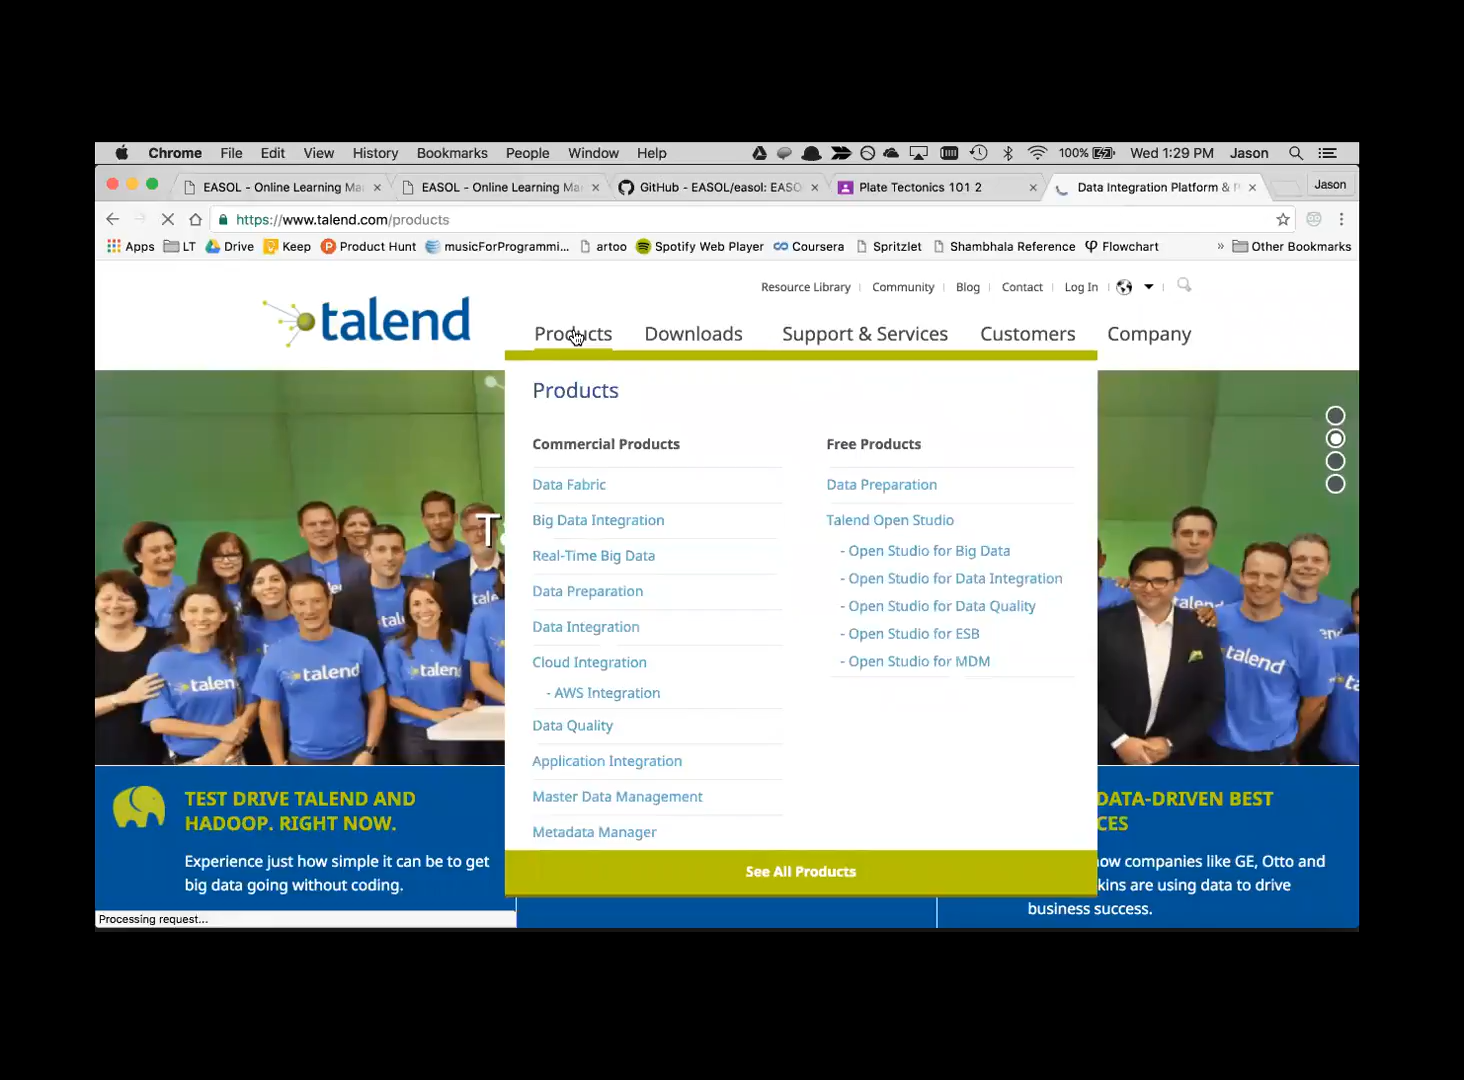 Chrome File Edit View History Bookmarks People Window Help 100% Wed 1:29 PM Jason
EASOL - Online Learning Ma EASOL - Online Learning Ma GitHub - EASOL/easol: EASO Plate Tectonics 101 2 Data Integration Platform & Jason
https://www.talend.com/products
Apps LT Drive Keep Product Hunt musicForProgrammi... artoo Spotify Web Player Coursera Spritzlet Shambhala Reference Flowchart » Other Bookmarks
Resource Library Community Blog Contact Log In
talend
Products Downloads Support & Services Customers Company
Products
Commercial Products
Data Fabric
Big Data Integration
Real-Time Big Data
Data Preparation
Data Integration
Cloud Integration
- AWS Integration
Data Quality
Application Integration
Master Data Management
Metadata Manager
Free Products
Data Preparation
Talend Open Studio
- Open Studio for Big Data
- Open Studio for Data Integration
- Open Studio for Data Quality
- Open Studio for ESB
- Open Studio for MDM
See All Products
talend
talend
TEST DRIVE TALEND AND
HADOOP. RIGHT NOW.
Experience just how simple it can be to get
big data going without coding.
DATA-DRIVEN BEST
CES
ow companies like GE, Otto and
kins are using data to drive
business success.
Processing request...